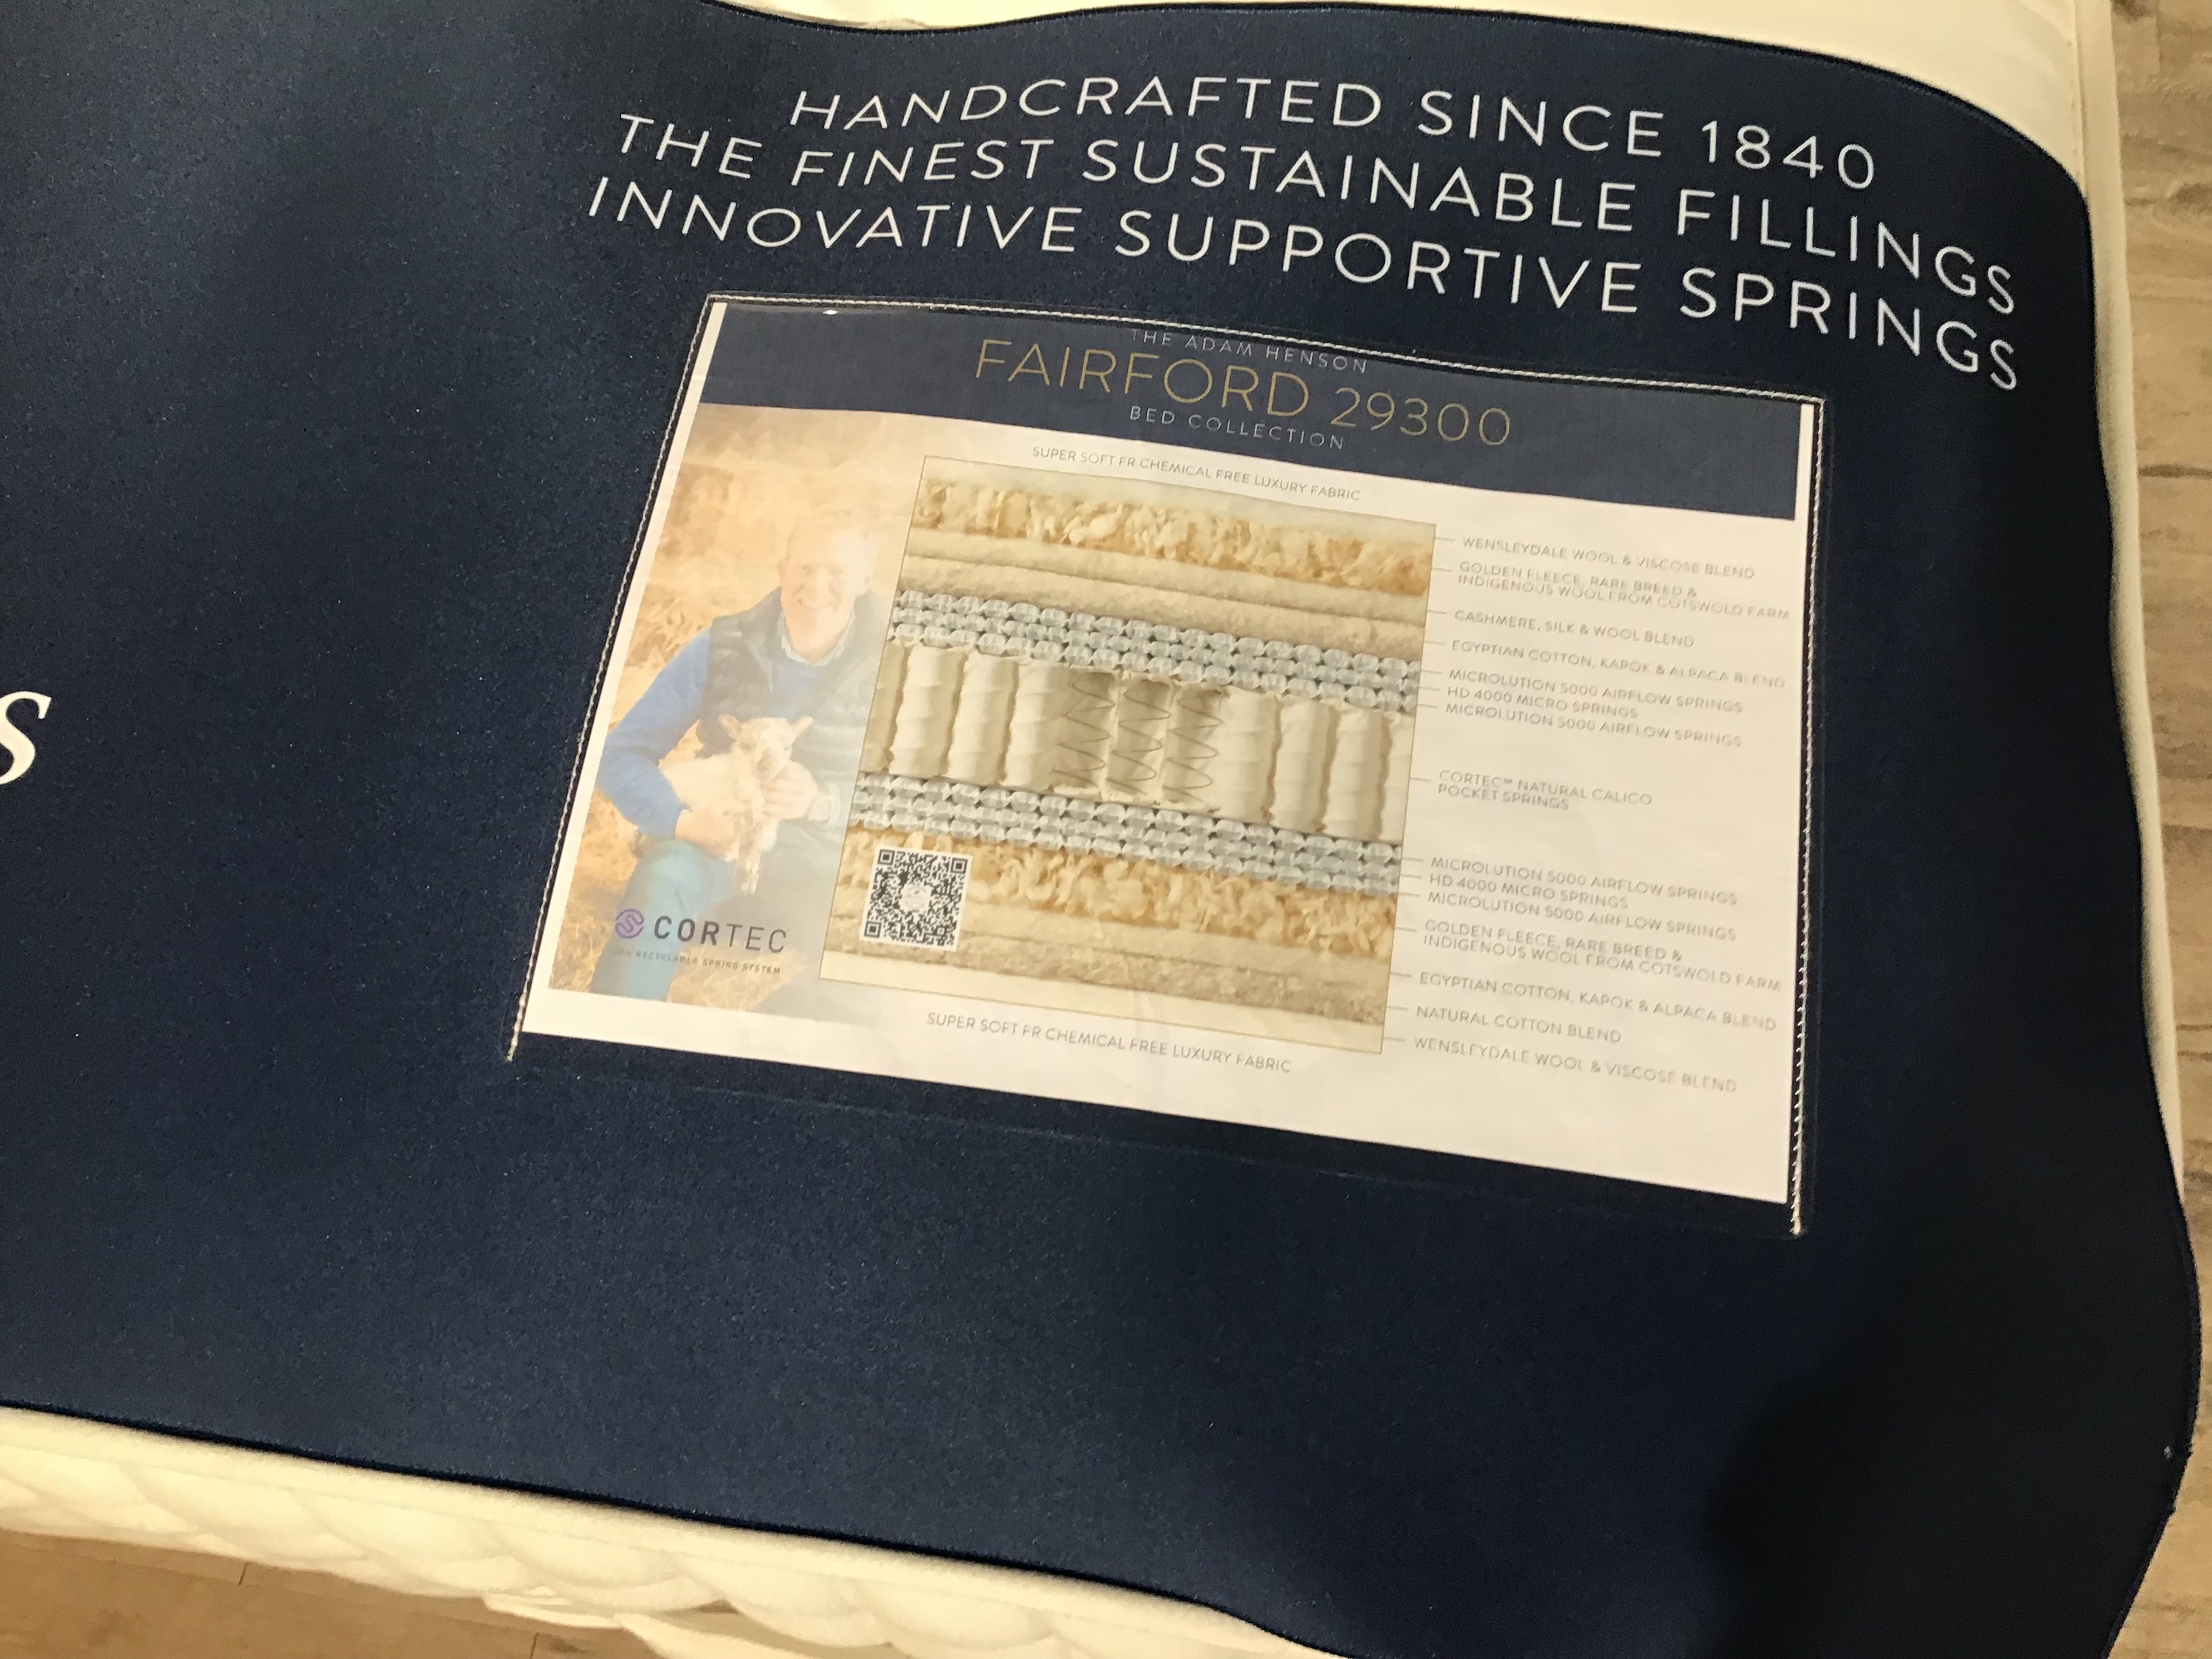 HANDCRAFTED SINCE 1840
THE FINEST SUSTAINABLE FILLINGS
INNOVATIVE SUPPORTIVE SPRINGS
THE ADAM HENSON
FAIRFORD 29300
BED COLLECTION
SUPER SOFT FR CHEMICAL FREE LUXURY FABRIC
WENSLEYDALE WOOL & VISCOSE BLEND
GOLDEN FLEECE, RARE BREED &
INDIGENOUS WOOL FROM COTSWOLD FARM
CASHMERE, SILK & WOOL BLEND
EGYPTIAN COTTON, KAPOK & ALPACA BLEND
MICROLUTION 5000 AIRFLOW SPRINGS
HD 4000 MICRO SPRINGS
MICROLUTION 5000 AIRFLOW SPRINGS
CORTEC™ NATURAL CALICO
POCKET SPRINGS
MICROLUTION 5000 AIRFLOW SPRINGS
HD 4000 MICRO SPRINGS
MICROLUTION 5000 AIRFLOW SPRINGS
GOLDEN FLEECE, RARE BREED &
INDIGENOUS WOOL FROM COTSWOLD FARM
EGYPTIAN COTTON, KAPOK & ALPACA BLEND
NATURAL COTTON BLEND
WENSLEYDALE WOOL & VISCOSE BLEND
CORTEC
RECYCLABLE SPRING SYSTEM
SUPER SOFT FR CHEMICAL FREE LUXURY FABRIC
s